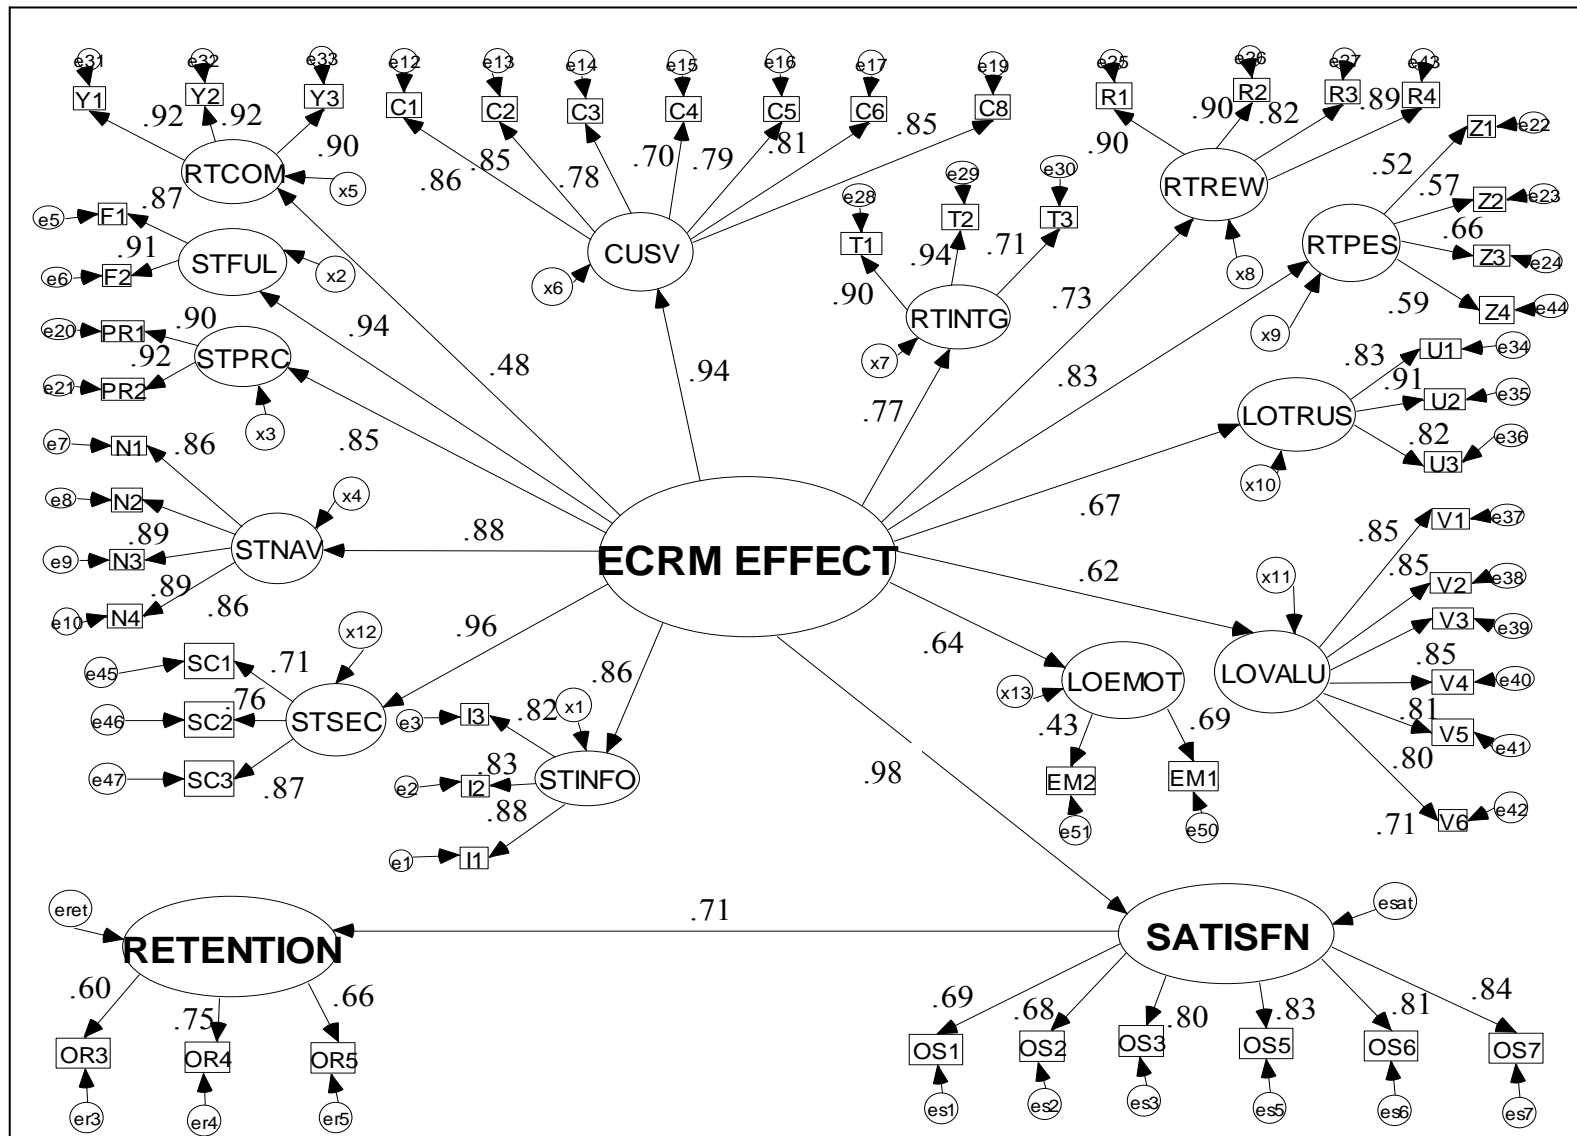 e31 e32 e33 e12 e13 e14 e15 e16 e17 e19 e25 e26 e27 e43
Y1 Y2 Y3 C1 C2 C3 C4 C5 C6 C8 R1 R2 R3 R4
.92 .92 .90 .86 .85 .78 .70 .79 .81 .85 .90 .90 .82 .89
RTCOM x5 CUSV x6 RTREW x8
Z1 e22
.52
.57 Z2 e23
.66 Z3 e24
.59 Z4 e44
RTPES x9
e28 e29 e30
T1 T2 T3
.90 .94 .71
RTINTG x7
e5 F1 .87
e6 F2 .91
STFUL x2
e20 PR1 .90
e21 PR2 .92
STPRC x3
.94 .48 .94 .77 .73 .83
.85
.83 U1 e34
.91 U2 e35
.82 U3 e36
LOTRUS x10
.67
e7 N1 .86
e8 N2 .89
e9 N3 .89
e10 N4 .86
STNAV x4
.88
ECRM EFFECT
.62
x11 LOVALU
.85 V1 e37
.85 V2 e38
V3 e39
.85 V4 e40
.81 V5 e41
.80
.71 V6 e42
.96 x12
e45 SC1 .71
e46 SC2 .76
e47 SC3 .87
STSEC
.86
x1 STINFO
e3 I3 .82
e2 I2 .83
e1 I1 .88
.64
x13 LOEMOT
.43 .69
EM2 EM1
e51 e50
.98
eret RETENTION .71 SATISFN esat
.60 .75 .66 .69 .68 .80 .83 .81 .84
OR3 OR4 OR5 OS1 OS2 OS3 OS5 OS6 OS7
er3 er4 er5 es1 es2 es3 es5 es6 es7